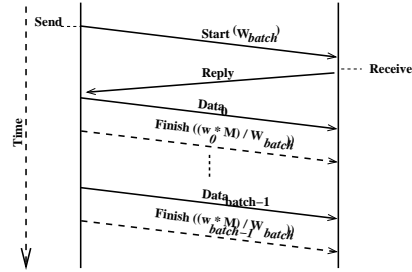 Send
Start (W_batch)
Reply
Receive
Data_0
Finish ((w_0 * M) / W_batch))
Time
Data_batch−1
Finish ((w_batch−1 * M) / W_batch))